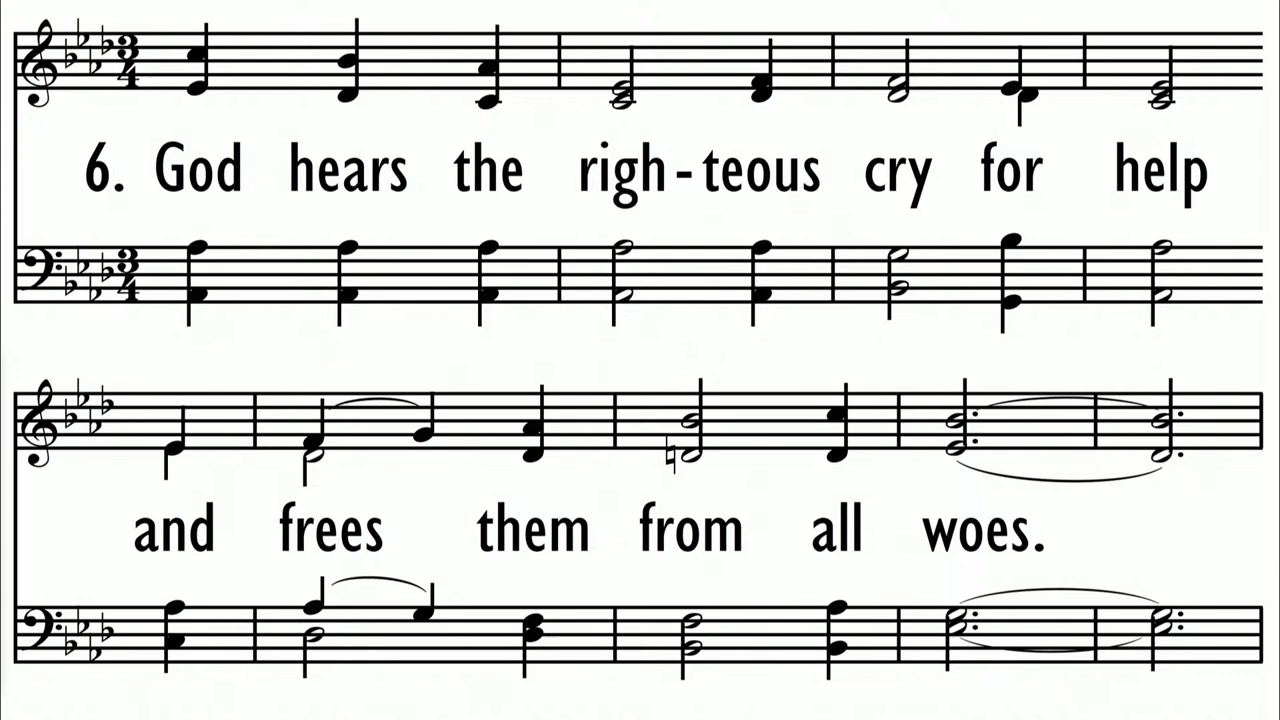 6. God hears the righ-teous cry for help
and frees them from all woes.